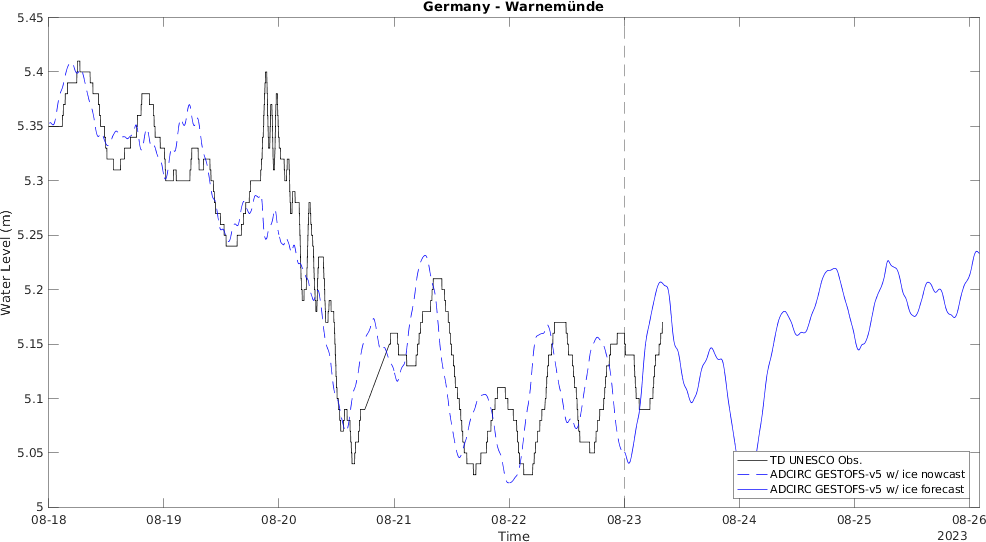 Germany - Warnemünde
Water Level (m)
5.45
5.4
5.35
5.3
5.25
5.2
5.15
5.1
5.05
5
08-18 08-19 08-20 08-21 08-22 08-23 08-24 08-25 08-26
Time
2023
TD UNESCO Obs.
ADCIRC GESTOFS-v5 w/ ice nowcast
ADCIRC GESTOFS-v5 w/ ice forecast